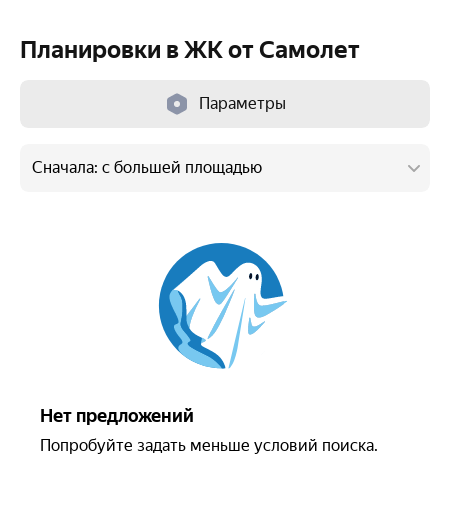 Планировки в ЖК от Самолет
Параметры
Сначала: с большей площадью
Нет предложений
Попробуйте задать меньше условий поиска.